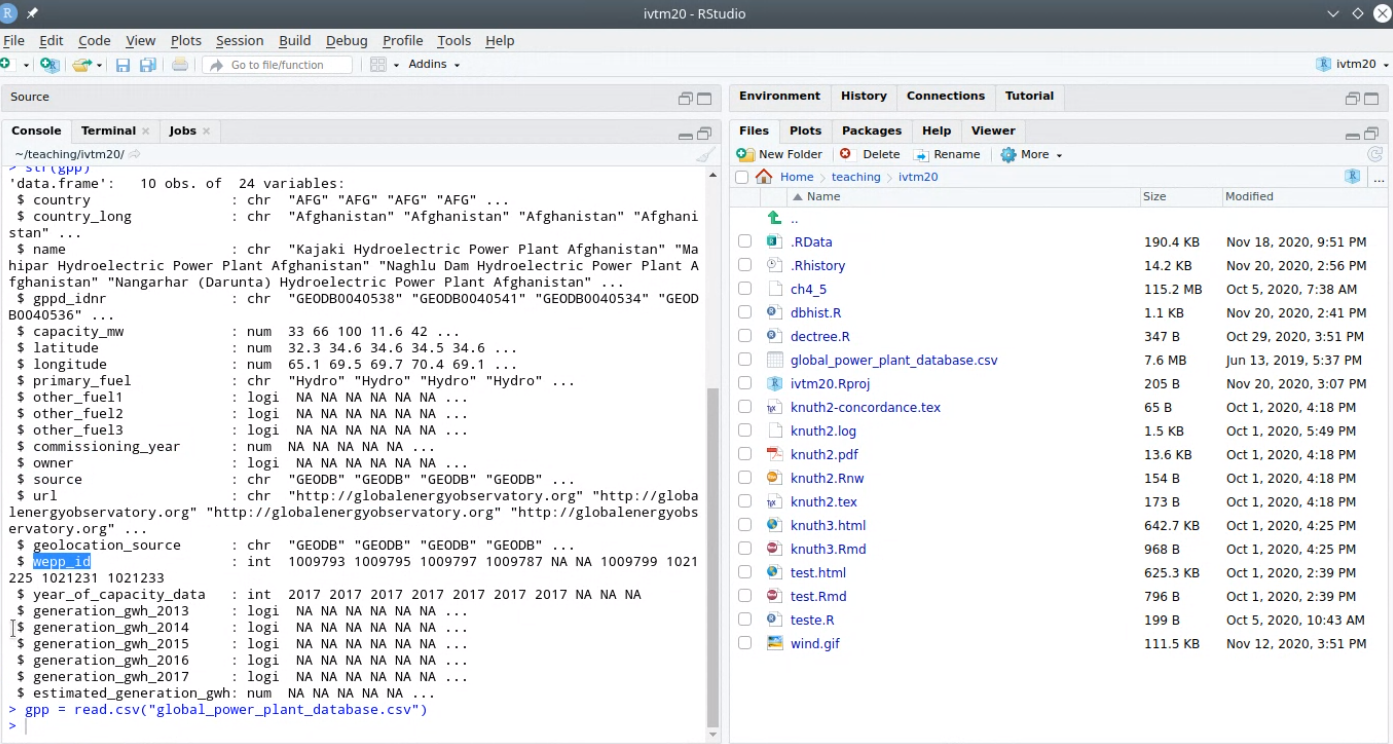 ivtm20 - RStudio
File Edit Code View Plots Session Build Debug Profile Tools Help
Go to file/function Addins ivtm20
Source
Console Terminal Jobs
~/teaching/ivtm20/
> str(gpp)
'data.frame': 10 obs. of 24 variables:
$ country : chr "AFG" "AFG" "AFG" "AFG" ...
$ country_long : chr "Afghanistan" "Afghanistan" "Afghanistan" "Afghani
stan" ...
$ name : chr "Kajaki Hydroelectric Power Plant Afghanistan" "Ma
hipar Hydroelectric Power Plant Afghanistan" "Naghlu Dam Hydroelectric Power Plant A
fghanistan" "Nangarhar (Darunta) Hydroelectric Power Plant Afghanistan" ...
$ gppd_idnr : chr "GEODB0040538" "GEODB0040541" "GEODB0040534" "GEOD
B0040536" ...
$ capacity_mw : num 33 66 100 11.6 42 ...
$ latitude : num 32.3 34.6 34.6 34.5 34.6 ...
$ longitude : num 65.1 69.5 69.7 70.4 69.1 ...
$ primary_fuel : chr "Hydro" "Hydro" "Hydro" "Hydro" ...
$ other_fuel1 : logi NA NA NA NA NA ...
$ other_fuel2 : logi NA NA NA NA NA ...
$ other_fuel3 : logi NA NA NA NA NA ...
$ commissioning_year : num NA NA NA NA NA ...
$ owner : logi NA NA NA NA NA ...
$ source : chr "GEODB" "GEODB" "GEODB" "GEODB" ...
$ url : chr "http://globalenergyobservatory.org" "http://globa
lenergyobservatory.org" "http://globalenergyobservatory.org" "http://globalenergyobs
ervatory.org" ...
$ geolocation_source : chr "GEODB" "GEODB" "GEODB" "GEODB" ...
$ wepp_id : int 1009793 1009795 1009797 1009787 NA NA 1009799 1021
225 1021231 1021233
$ year_of_capacity_data : int 2017 2017 2017 2017 2017 2017 2017 NA NA NA
$ generation_gwh_2013 : logi NA NA NA NA NA ...
$ generation_gwh_2014 : logi NA NA NA NA NA ...
$ generation_gwh_2015 : logi NA NA NA NA NA ...
$ generation_gwh_2016 : logi NA NA NA NA NA ...
$ generation_gwh_2017 : logi NA NA NA NA NA ...
$ estimated_generation_gwh: num NA NA NA NA NA ...
> gpp = read.csv("global_power_plant_database.csv")
>
Environment History Connections Tutorial
Files Plots Packages Help Viewer
New Folder Delete Rename More
Home teaching ivtm20 ...
Name Size Modified
..
.RData 190.4 KB Nov 18, 2020, 9:51 PM
.Rhistory 14.2 KB Nov 20, 2020, 2:56 PM
ch4_5 115.2 MB Oct 5, 2020, 7:38 AM
dbhist.R 1.1 KB Nov 20, 2020, 2:41 PM
dectree.R 347 B Oct 29, 2020, 3:51 PM
global_power_plant_database.csv 7.6 MB Jun 13, 2019, 5:37 PM
ivtm20.Rproj 205 B Nov 20, 2020, 3:07 PM
knuth2-concordance.tex 65 B Oct 1, 2020, 4:18 PM
knuth2.log 1.5 KB Oct 1, 2020, 5:49 PM
knuth2.pdf 13.6 KB Oct 1, 2020, 4:18 PM
knuth2.Rnw 154 B Oct 1, 2020, 4:18 PM
knuth2.tex 173 B Oct 1, 2020, 4:18 PM
knuth3.html 642.7 KB Oct 1, 2020, 4:25 PM
knuth3.Rmd 968 B Oct 1, 2020, 4:25 PM
test.html 625.3 KB Oct 1, 2020, 2:39 PM
test.Rmd 796 B Oct 1, 2020, 2:39 PM
teste.R 199 B Oct 5, 2020, 10:43 AM
wind.gif 111.5 KB Nov 12, 2020, 3:51 PM